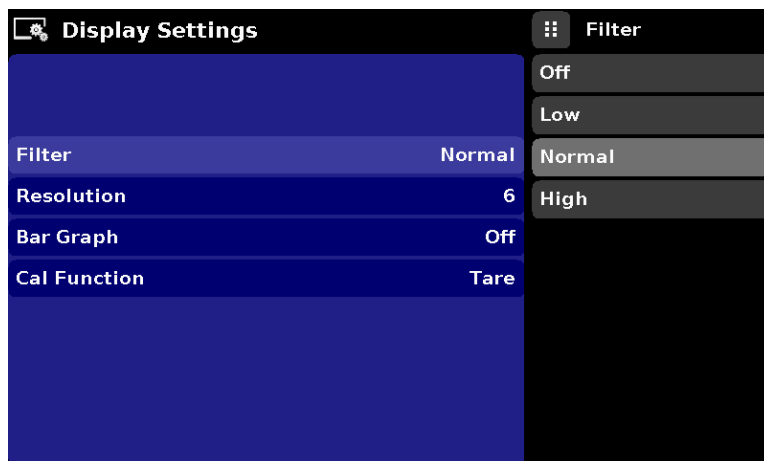 Display Settings
Filter Normal
Resolution 6
Bar Graph Off
Cal Function Tare
Filter
Off
Low
Normal
High